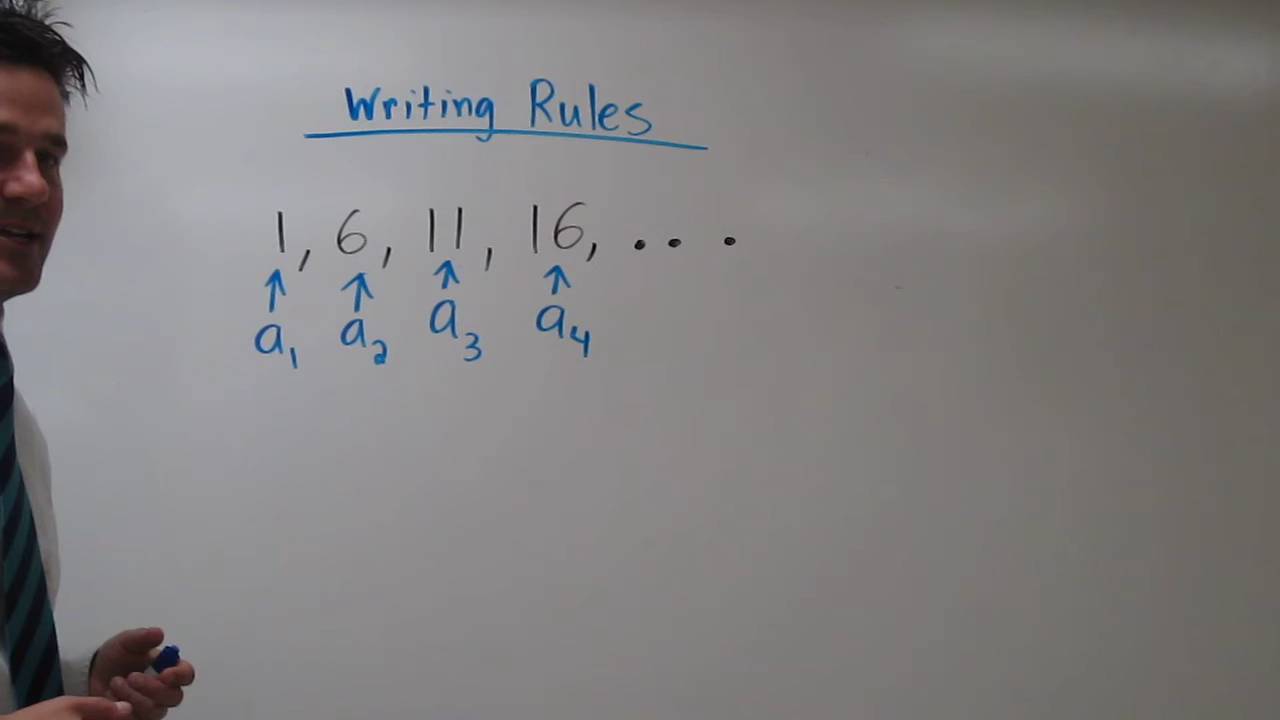 Writing Rules
1, 6, 11, 16, . . .
↑ ↑ ↑ ↑
a₁ a₂ a₃ a₄